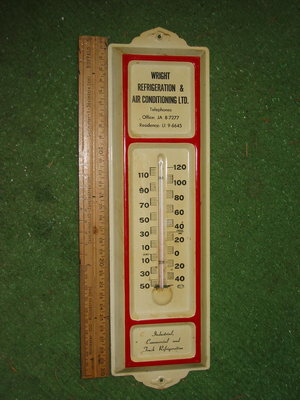 WRIGHT
REFRIGERATION &
AIR CONDITIONING LTD.
Telephones
Office: JA 8-7277
Residence: LI 9-6645
120
110
100
90
80
70
60
50
40
30
20
10
0
10
20
30
40
50
Industrial,
Commercial and
Truck Refrigeration